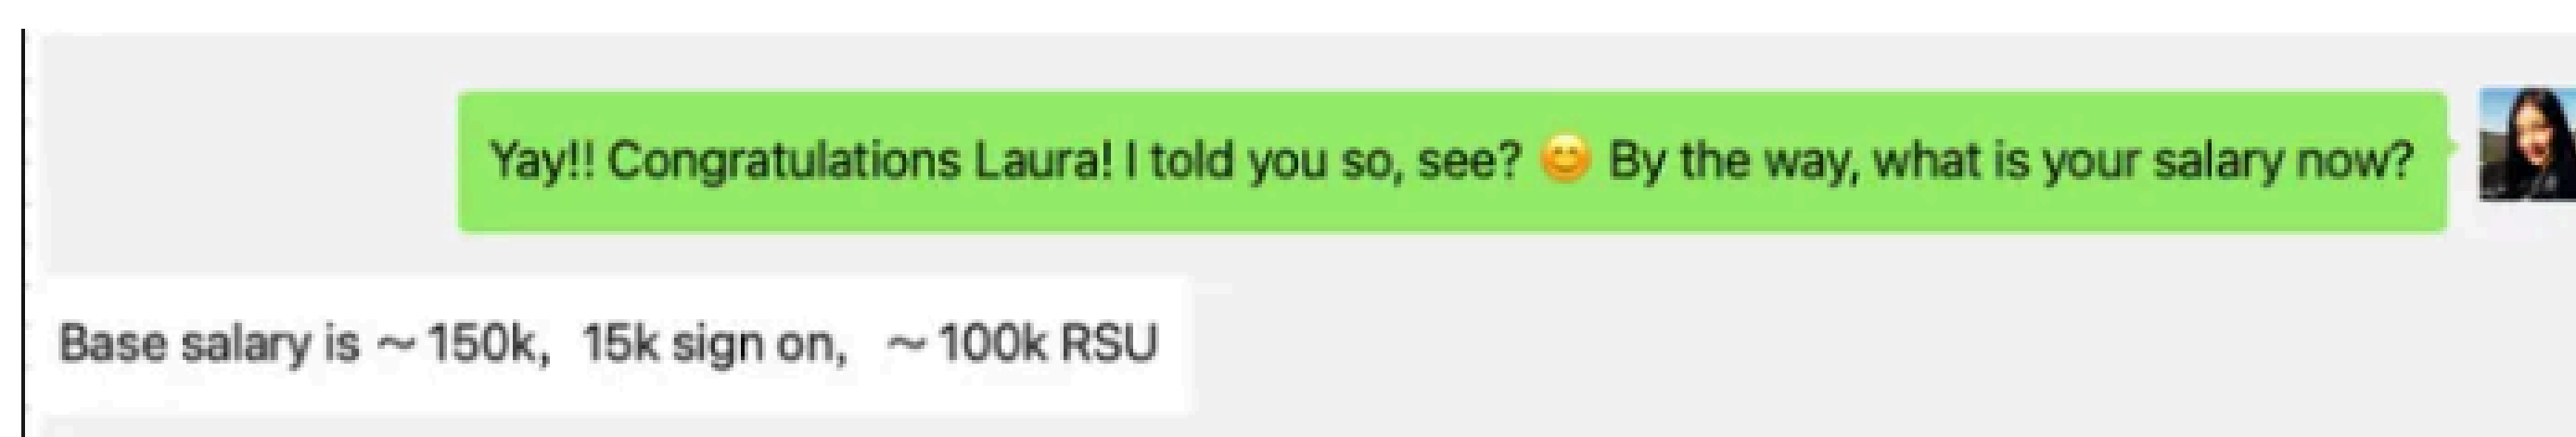 Yay!! Congratulations Laura! I told you so, see? 😊 By the way, what is your salary now?
Base salary is ~150k, 15k sign on, ~100k RSU